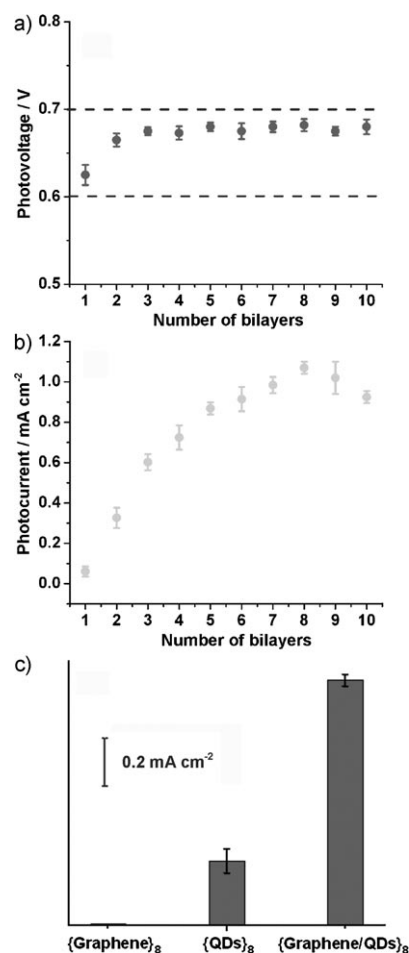 a)
0.8
0.7
0.6
0.5
Photovoltage / V
1 2 3 4 5 6 7 8 9 10
Number of bilayers
b)
1.2
1.0
0.8
0.6
0.4
0.2
0.0
Photocurrent / mA cm⁻²
1 2 3 4 5 6 7 8 9 10
Number of bilayers
c)
0.2 mA cm⁻²
{Graphene}₈ {QDs}₈ {Graphene/QDs}₈